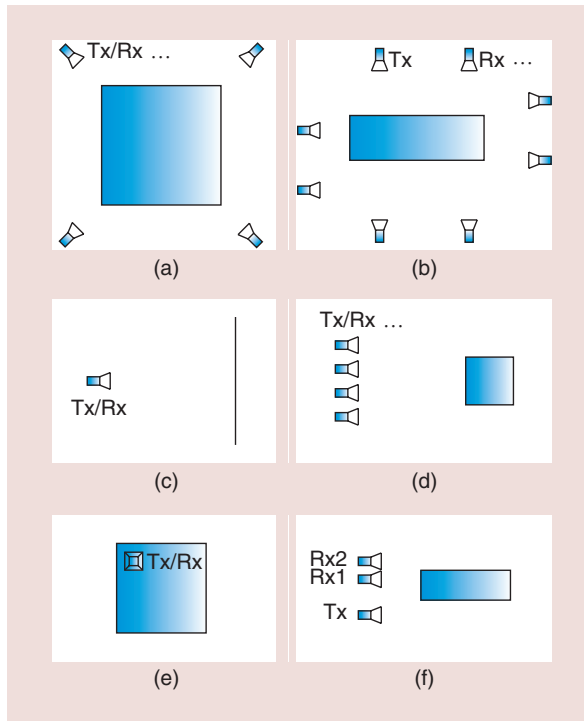 Tx/Rx ...
Tx
Rx ...
(a)
(b)
Tx/Rx
Tx/Rx ...
(c)
(d)
Tx/Rx
Rx2
Rx1
Tx
(e)
(f)